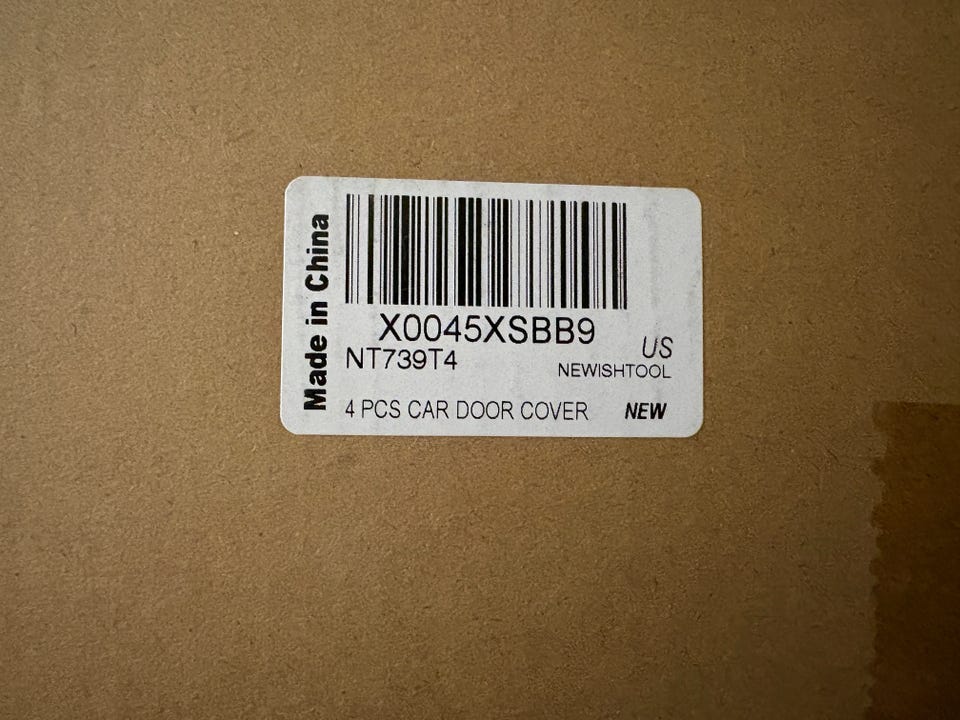 Made in China
X0045XSBB9
NT739T4
US
NEWISHTOOL
4 PCS CAR DOOR COVER NEW